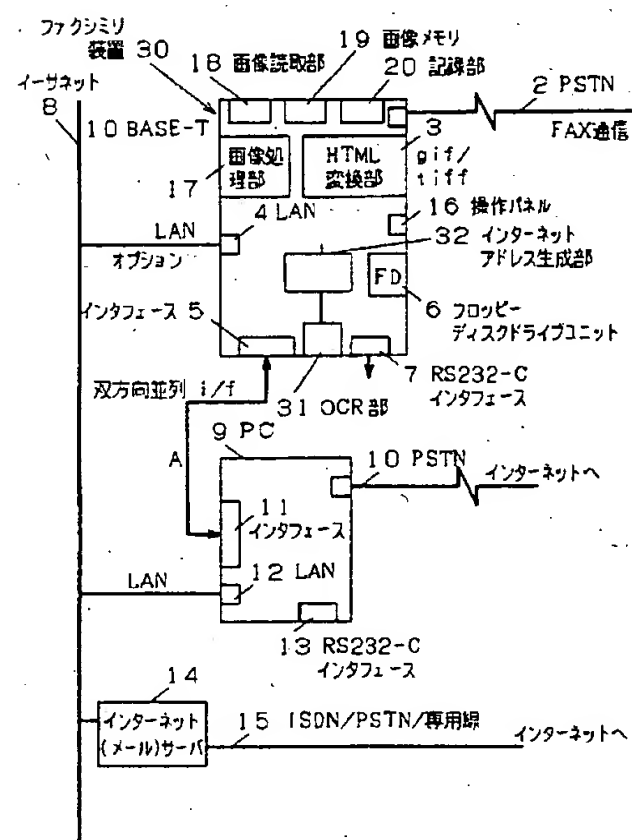 ファクシミリ
装置 30
18 画像読取部
19 画像メモリ
20 記録部
イーサネット
8
10 BASE-T
2 PSTN
FAX通信
画像処
理部
17
HTML
変換部
3
gif/
tiff
4 LAN
LAN
オプション
16 操作パネル
32 インターネット
アドレス生成部
FD
6 フロッピー
ディスクドライブユニット
インタフェース 5
7 RS232-C
インタフェース
31 OCR部
双方向並列 i/f
A
9 PC
10 PSTN
インターネットへ
11
インタフェース
12 LAN
LAN
13 RS232-C
インタフェース
14
インターネット
(メール)サーバ
15 ISDN/PSTN/専用線
インターネットへ